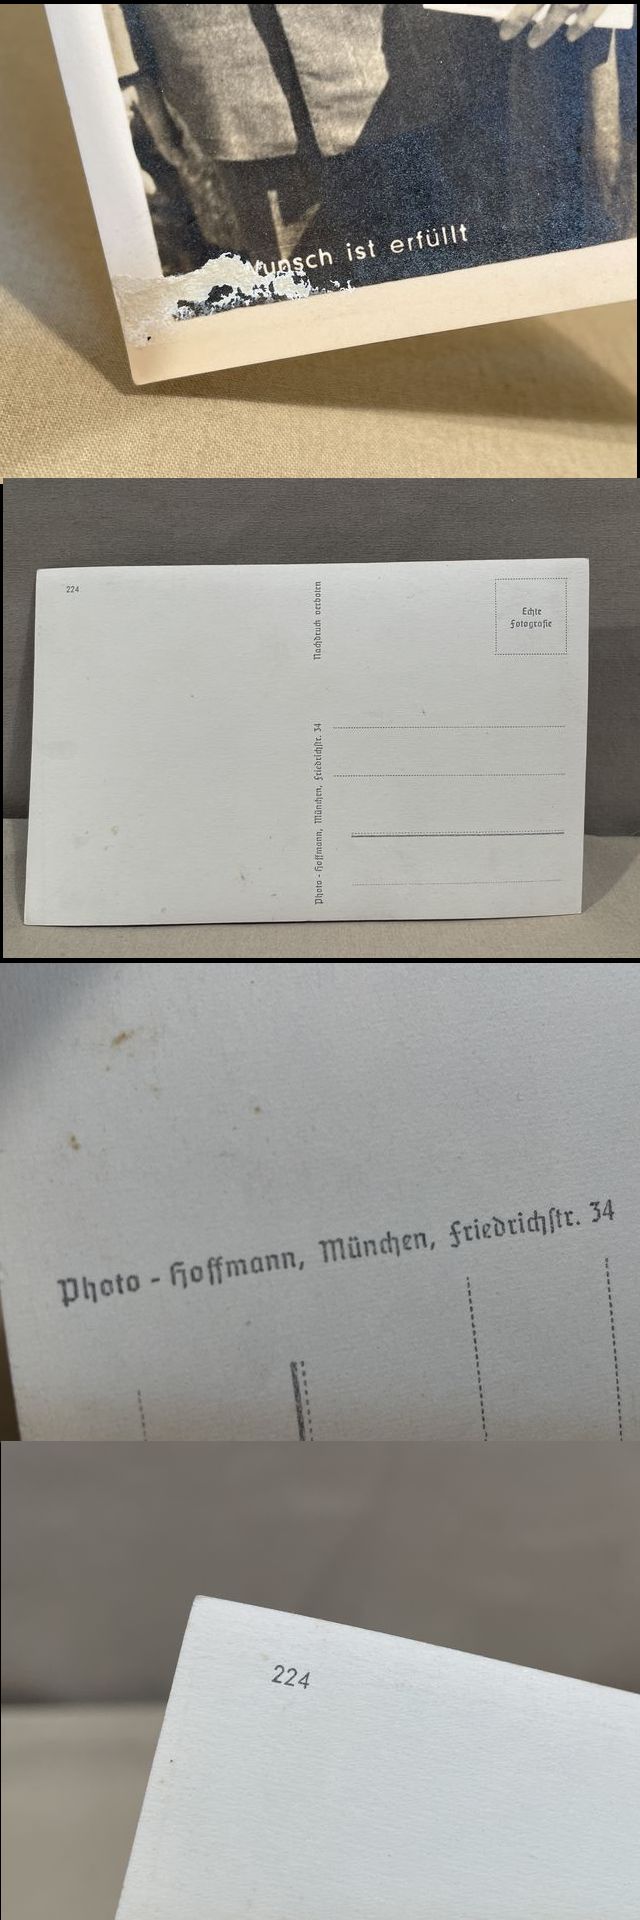 Wunsch ist erfüllt
224
Nachdruck verboten
Echte
Fotografie
Photo - Hoffmann, München, Friedrichstr. 34
Photo - Hoffmann, München, Friedrichstr. 34
224